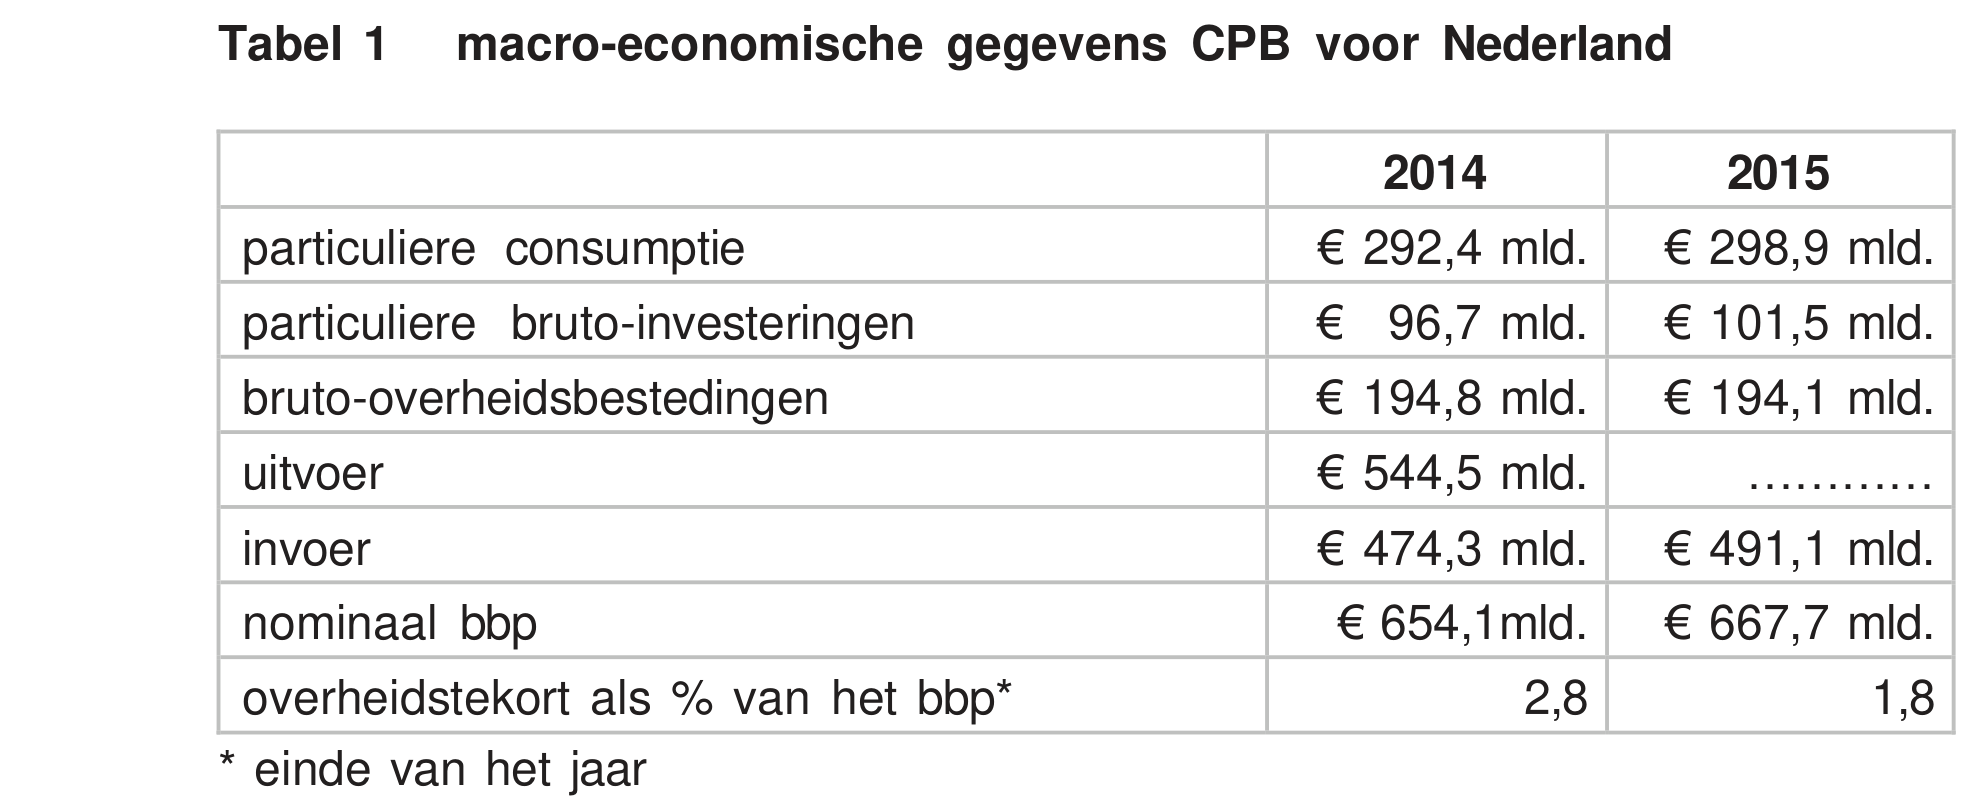 Tabel 1 macro-economische gegevens CPB voor Nederland
2014 2015
particuliere consumptie € 292,4 mld. € 298,9 mld.
particuliere bruto-investeringen € 96,7 mld. € 101,5 mld.
bruto-overheidsbestedingen € 194,8 mld. € 194,1 mld.
uitvoer € 544,5 mld. …………
invoer € 474,3 mld. € 491,1 mld.
nominaal bbp € 654,1mld. € 667,7 mld.
overheidstekort als % van het bbp* 2,8 1,8
* einde van het jaar